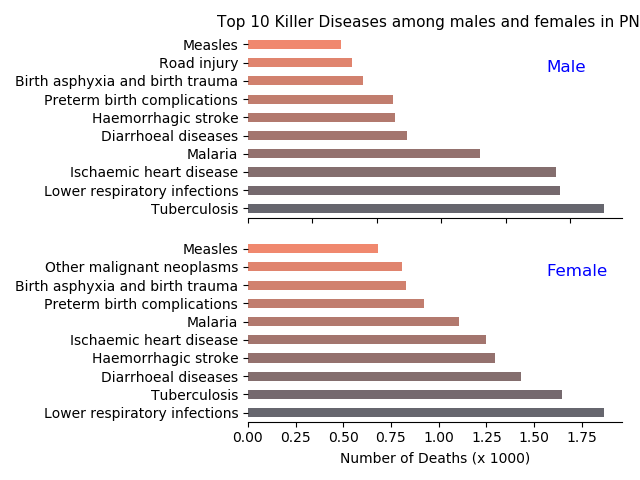 Top 10 Killer Diseases among males and females in PN
Measles
Road injury
Male
Birth asphyxia and birth trauma
Preterm birth complications
Haemorrhagic stroke
Diarrhoeal diseases
Malaria
Ischaemic heart disease
Lower respiratory infections
Tuberculosis
Measles
Other malignant neoplasms
Female
Birth asphyxia and birth trauma
Preterm birth complications
Malaria
Ischaemic heart disease
Haemorrhagic stroke
Diarrhoeal diseases
Tuberculosis
Lower respiratory infections
0.00 0.25 0.50 0.75 1.00 1.25 1.50 1.75
Number of Deaths (x 1000)